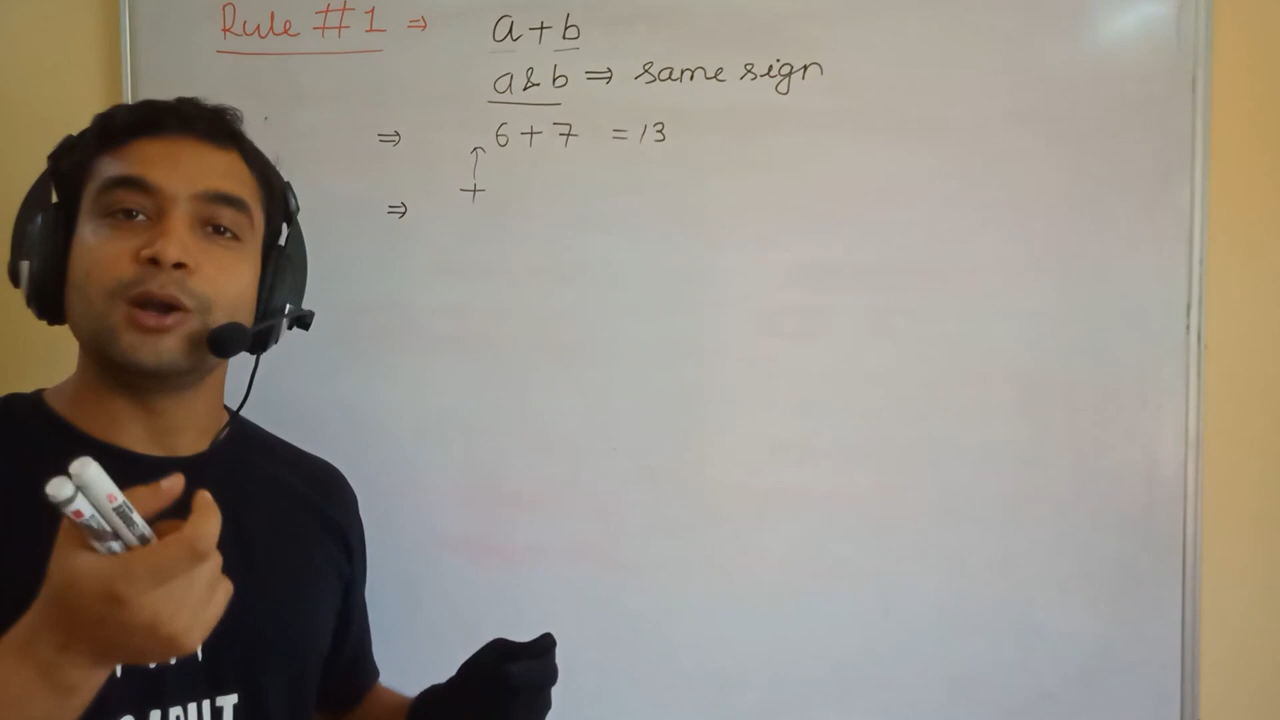 Rule #1 ⇒ a+b
a & b ⇒ same sign
⇒ 6+7 =13
↑
+
⇒